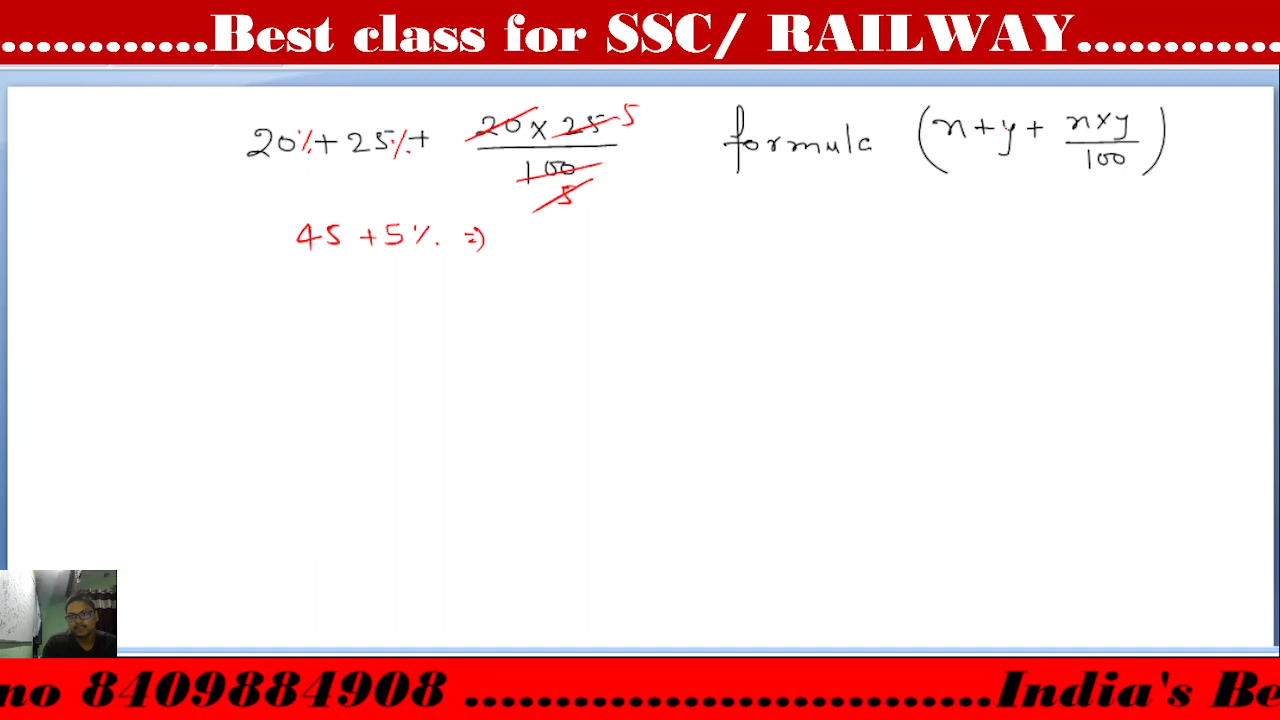 ............Best class for SSC/ RAILWAY.............
20%+ 25%+ 20 x 25 5
100
5
formula (x+y+ x×y
100)
45 +5% =)
no 8409884908 ..............................India's Be